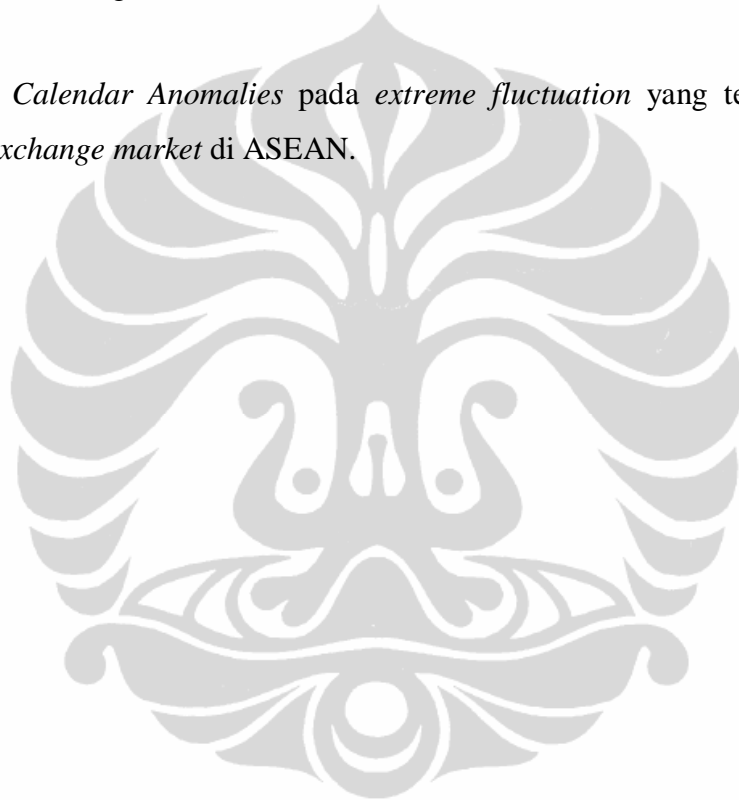 Calendar Anomalies pada extreme fluctuation yang te
xchange market di ASEAN.